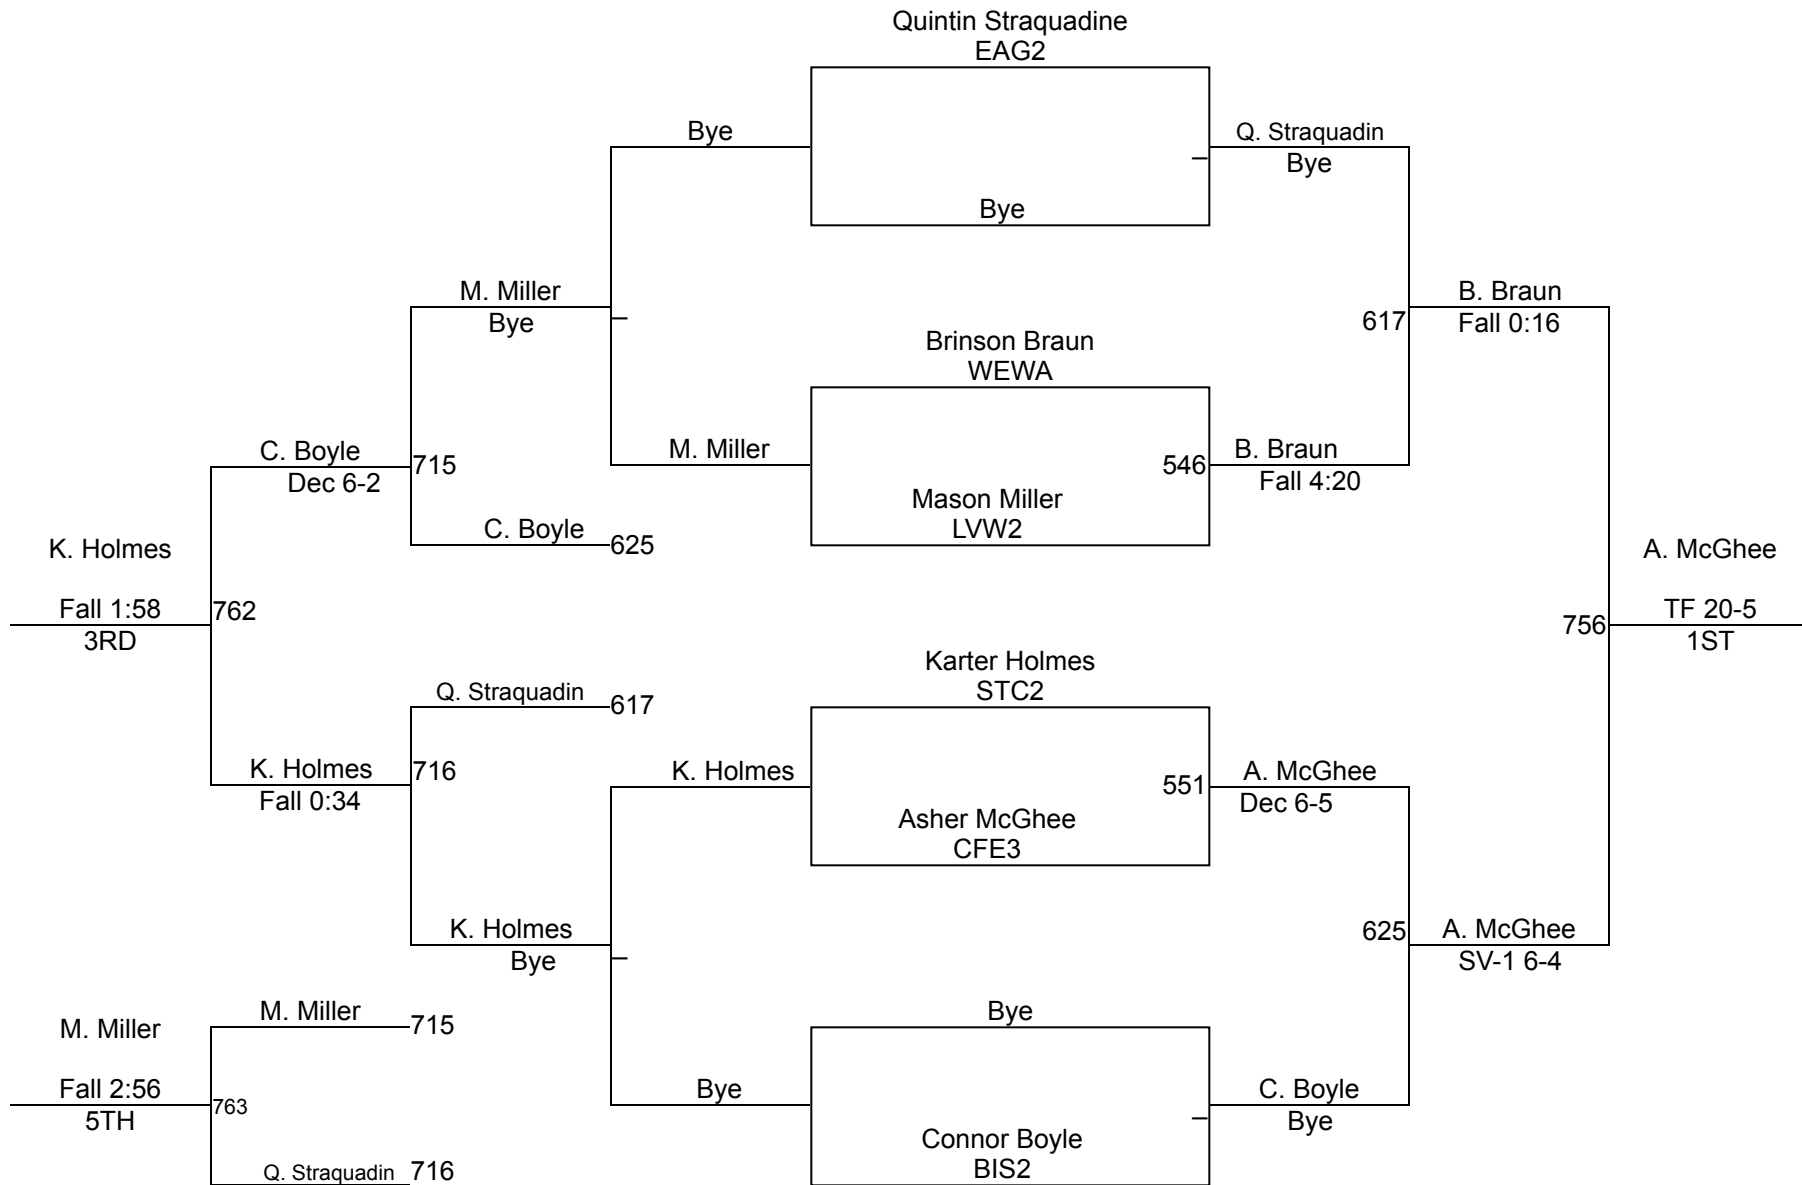 Quintin Straquadine
EAG2
Bye
Q. Straquadin
Bye
Bye
M. Miller
Bye
B. Braun
617
Fall 0:16
Brinson Braun
WEWA
C. Boyle
715
Dec 6-2
M. Miller
546
B. Braun
Fall 4:20
Mason Miller
LVW2
C. Boyle
625
K. Holmes
A. McGhee
Fall 1:58
762
3RD
756
TF 20-5
1ST
Karter Holmes
STC2
Q. Straquadin
617
K. Holmes
716
Fall 0:34
K. Holmes
551
A. McGhee
Dec 6-5
Asher McGhee
CFE3
K. Holmes
Bye
625
A. McGhee
SV-1 6-4
M. Miller
M. Miller
715
Bye
Fall 2:56
763
5TH
Bye
C. Boyle
Bye
Connor Boyle
BIS2
Q. Straquadin
716